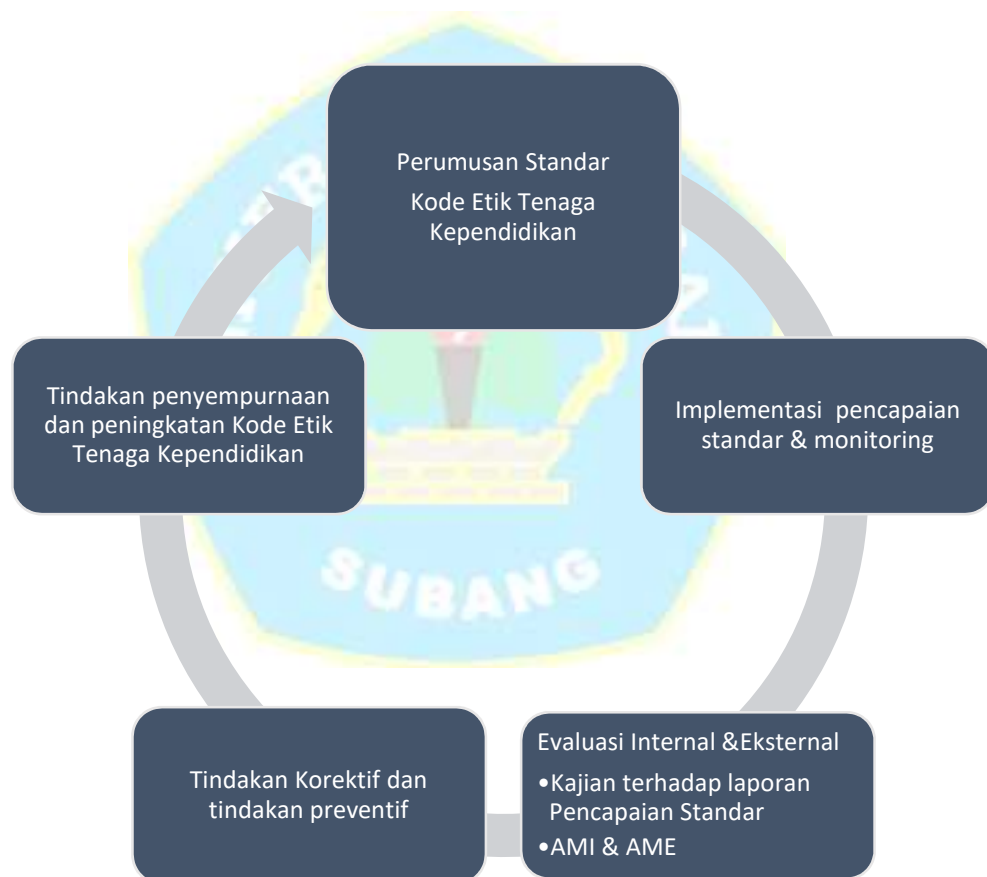 Perumusan Standar
Kode Etik Tenaga
Kependidikan
Implementasi pencapaian
standar & monitoring
Evaluasi Internal &Eksternal
•Kajian terhadap laporan
Pencapaian Standar
•AMI & AME
Tindakan Korektif dan
tindakan preventif
Tindakan penyempurnaan
dan peningkatan Kode Etik
Tenaga Kependidikan
SUBANG